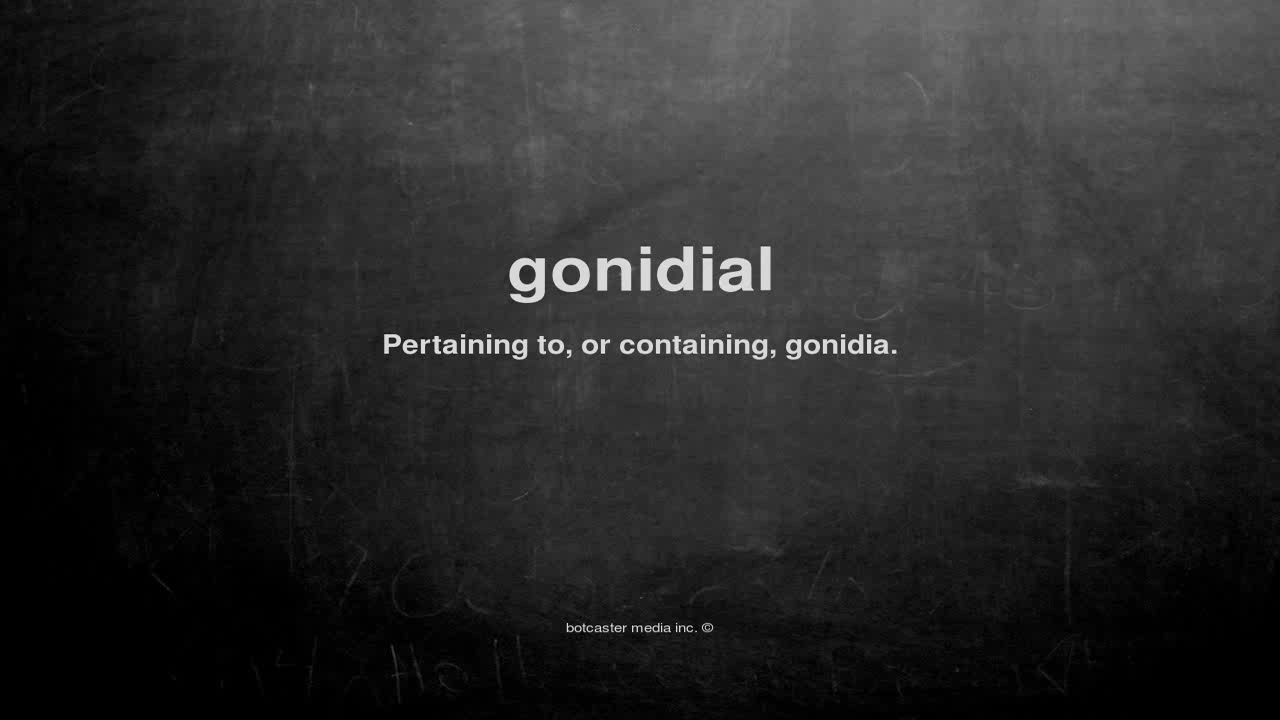 gonidial
Pertaining to, or containing, gonidia.
botcaster media inc. ©